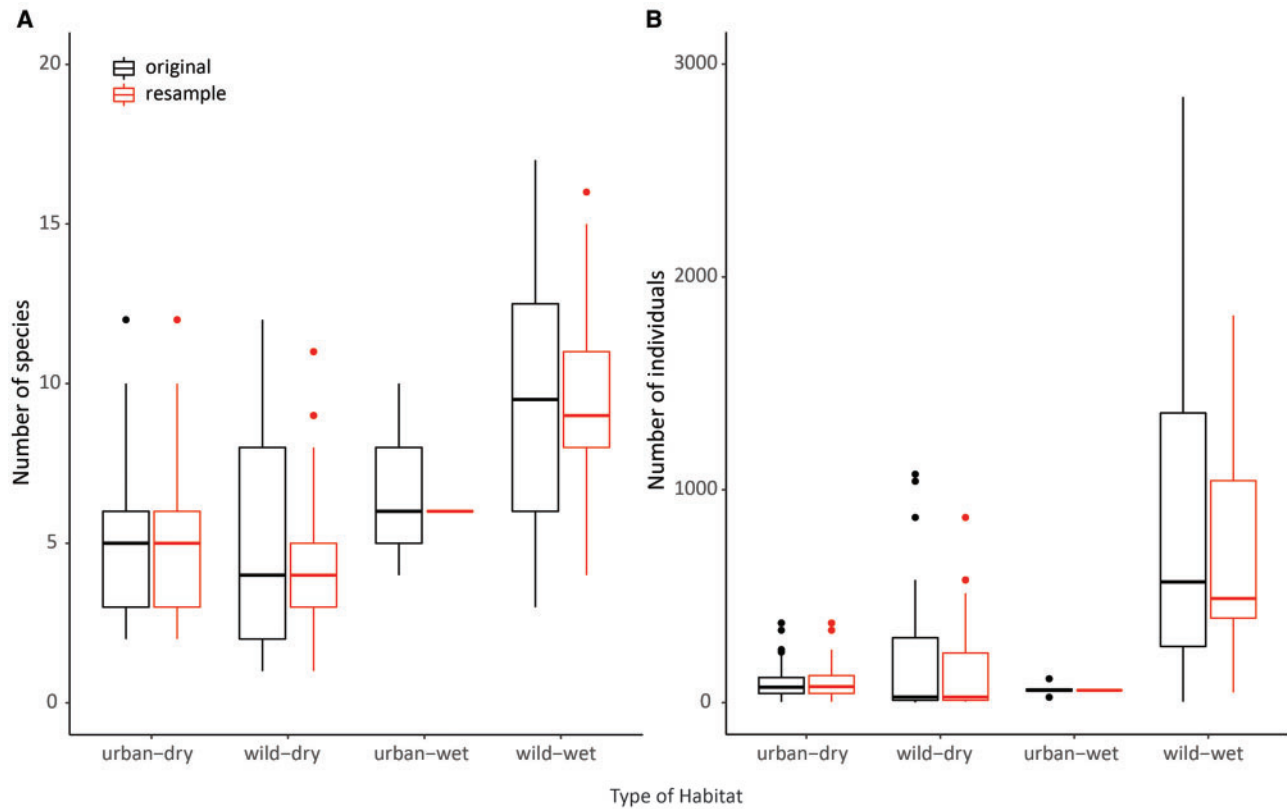 A
Number of species
20
15
10
5
0
original
resample
urban–dry
wild–dry
urban–wet
wild–wet
B
Number of individuals
3000
2000
1000
0
urban–dry
wild–dry
urban–wet
wild–wet
Type of Habitat